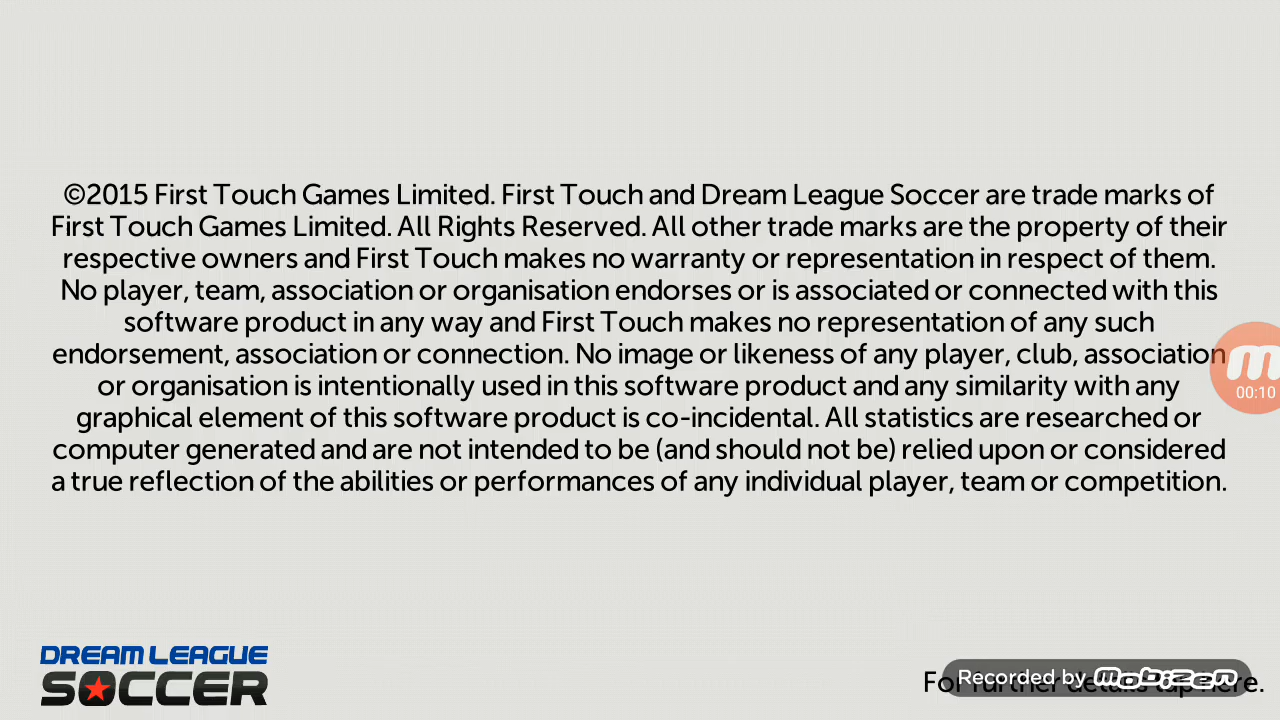 ©2015 First Touch Games Limited. First Touch and Dream League Soccer are trade marks of
First Touch Games Limited. All Rights Reserved. All other trade marks are the property of their
respective owners and First Touch makes no warranty or representation in respect of them.
No player, team, association or organisation endorses or is associated or connected with this
software product in any way and First Touch makes no representation of any such
endorsement, association or connection. No image or likeness of any player, club, association
or organisation is intentionally used in this software product and any similarity with any
graphical element of this software product is co-incidental. All statistics are researched or
computer generated and are not intended to be (and should not be) relied upon or considered
a true reflection of the abilities or performances of any individual player, team or competition.
00:10
DREAM LEAGUE
SOCCER
For further details tap here.
Recorded by mobizen